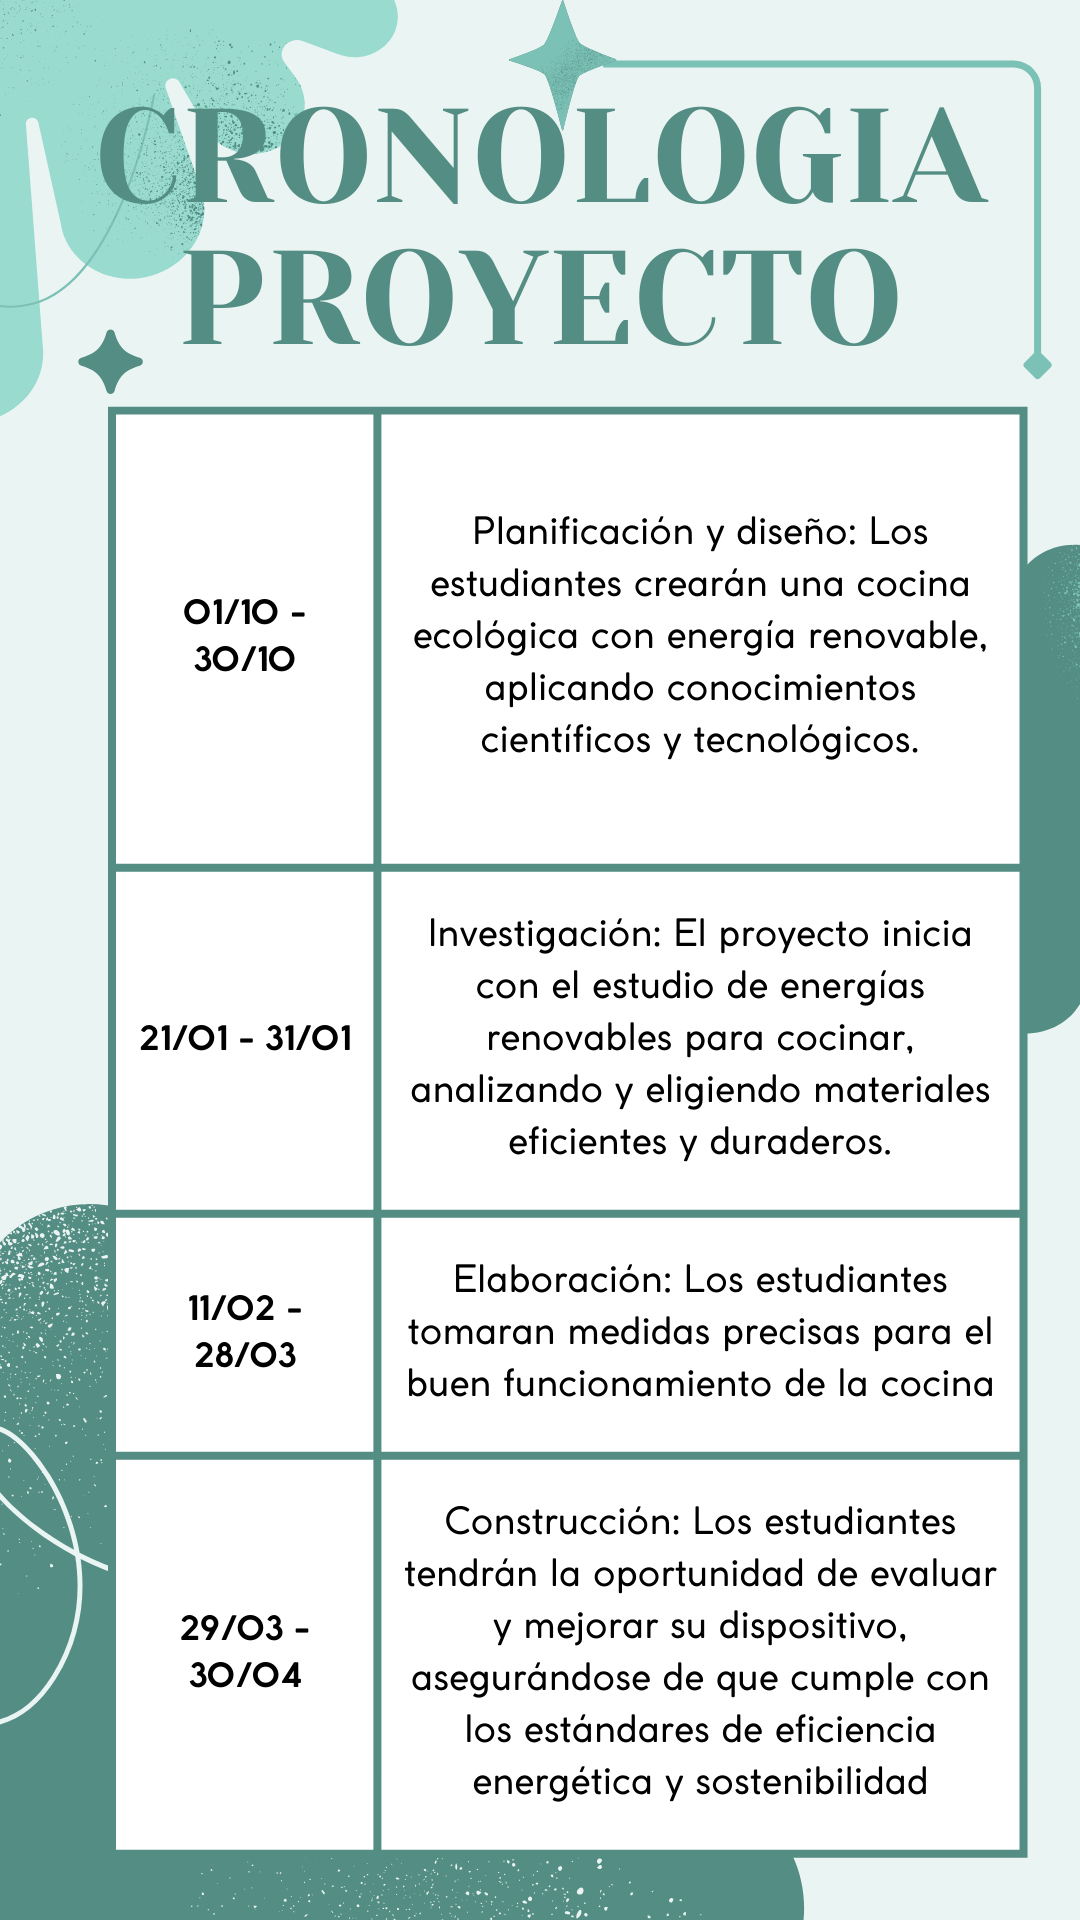 CRONOLOGIA
PROYECTO
01/10 -
30/10
Planificación y diseño: Los
estudiantes crearán una cocina
ecológica con energía renovable,
aplicando conocimientos
científicos y tecnológicos.
21/01 - 31/01
Investigación: El proyecto inicia
con el estudio de energías
renovables para cocinar,
analizando y eligiendo materiales
eficientes y duraderos.
11/02 -
28/03
Elaboración: Los estudiantes
tomaran medidas precisas para el
buen funcionamiento de la cocina
29/03 -
30/04
Construcción: Los estudiantes
tendrán la oportunidad de evaluar
y mejorar su dispositivo,
asegurándose de que cumple con
los estándares de eficiencia
energética y sostenibilidad